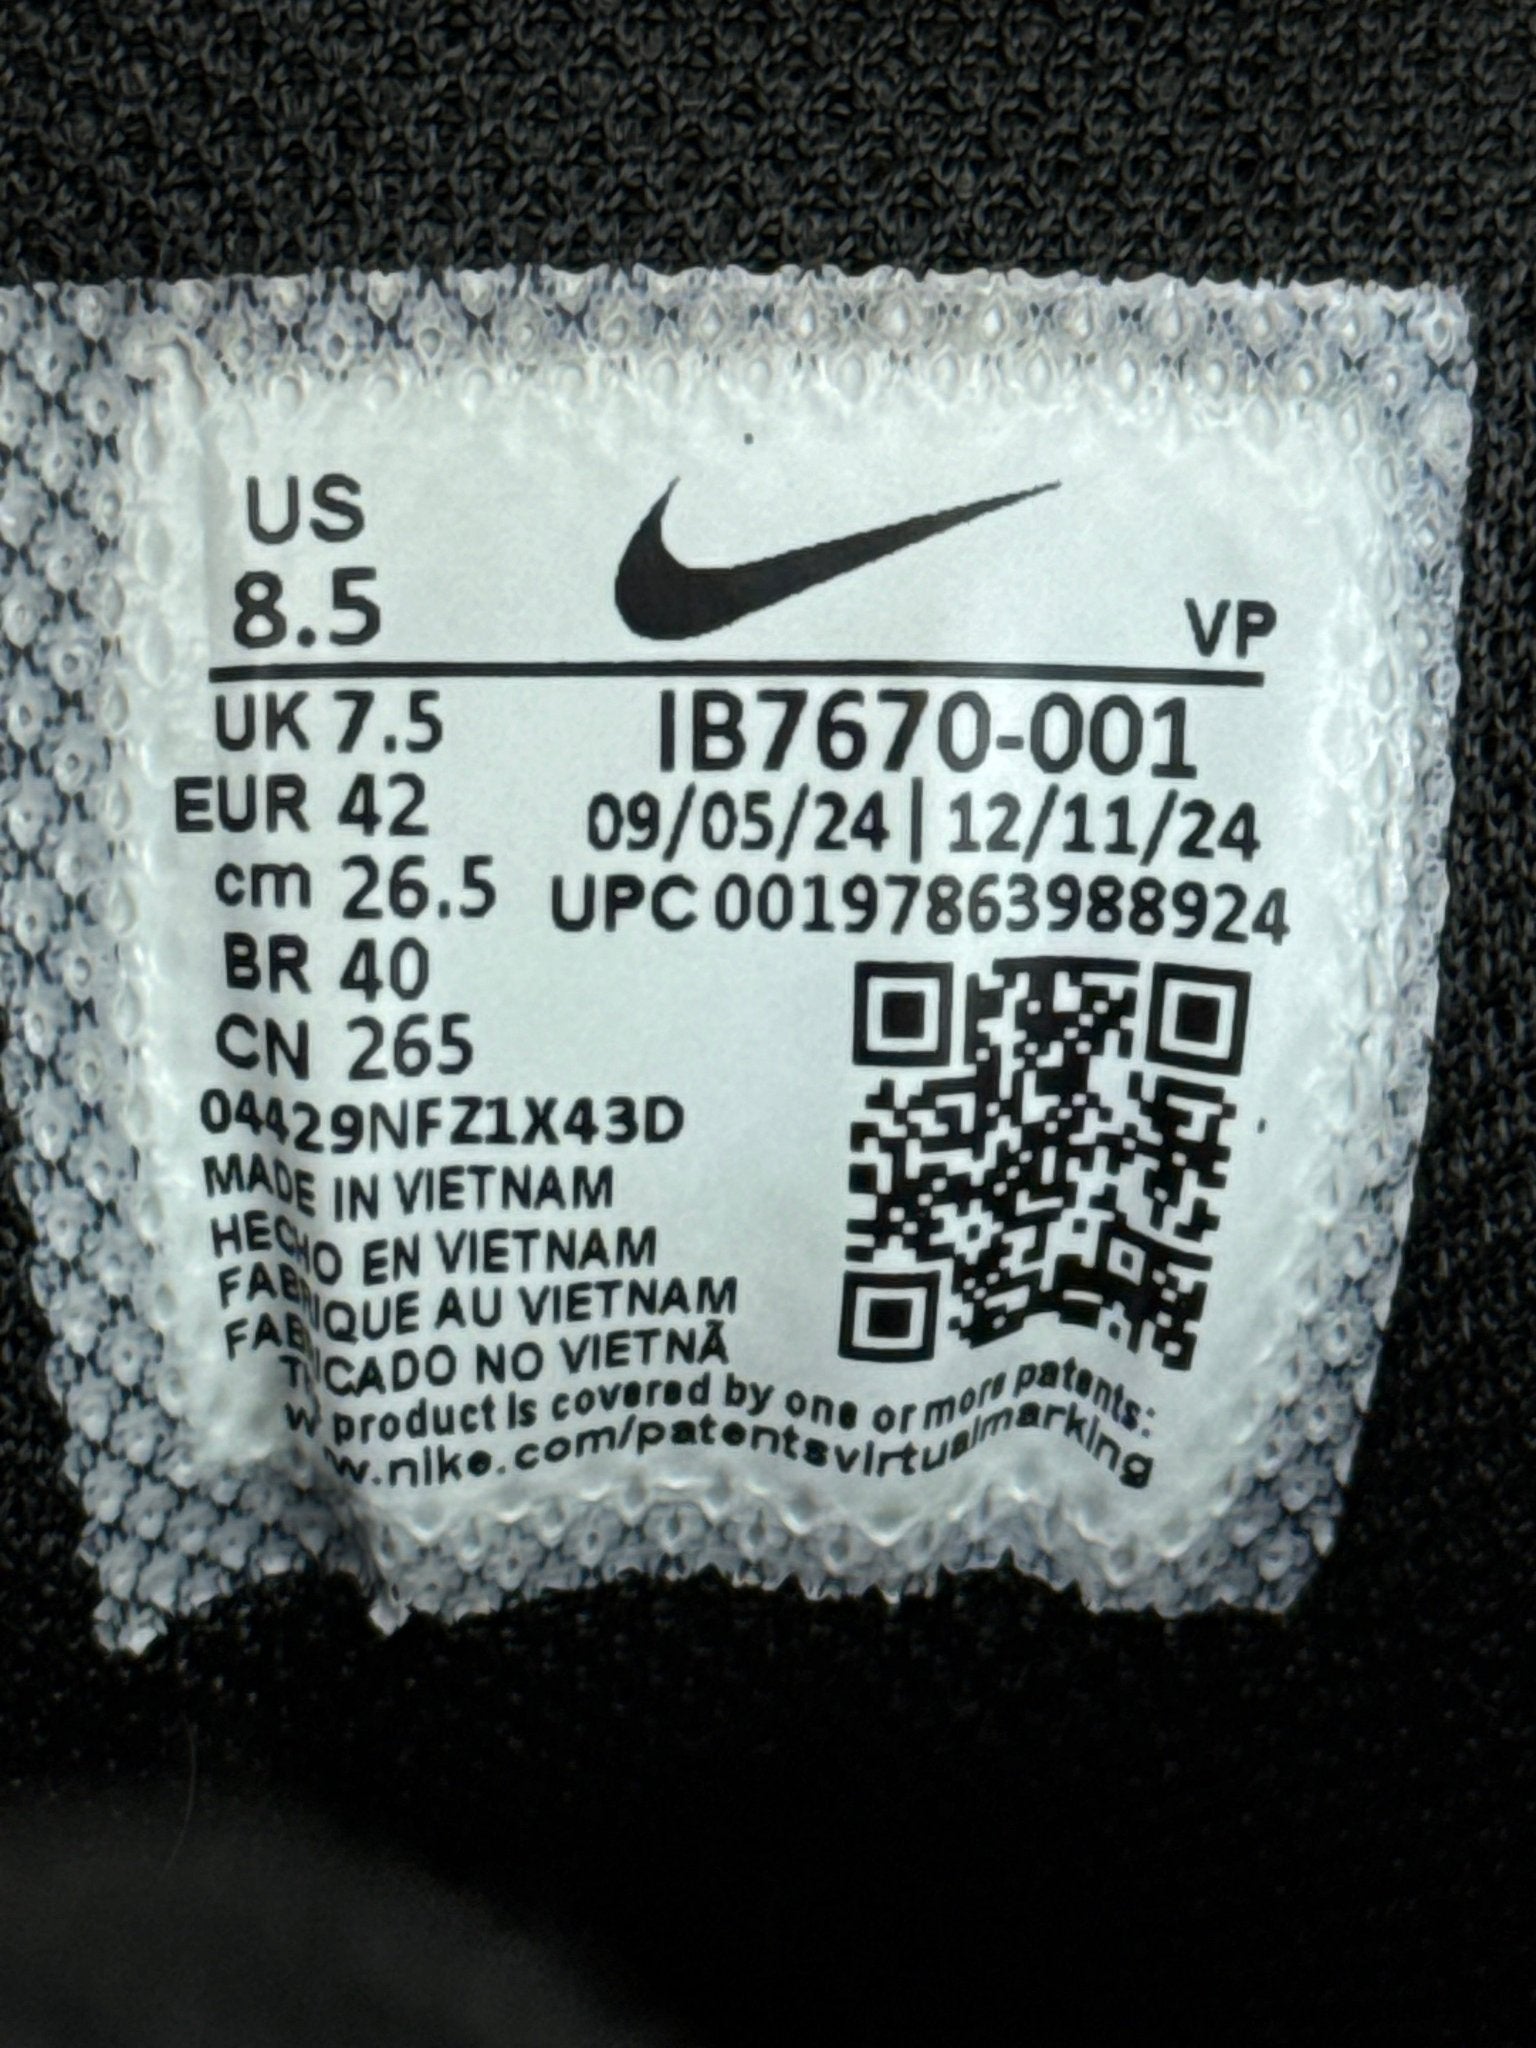 US
8.5
VP
UK 7.5
EUR 42
cm 26.5
BR 40
CN 265
IB7670-001
09/05/24 | 12/11/24
UPC 00197863988924
04429NFZ1X43D
MADE IN VIETNAM
HECHO EN VIETNAM
FABRIQUE AU VIETNAM
NO VIETNÃ
product is covered by one or more patents:
.nike.com/patentsvirtualmarking